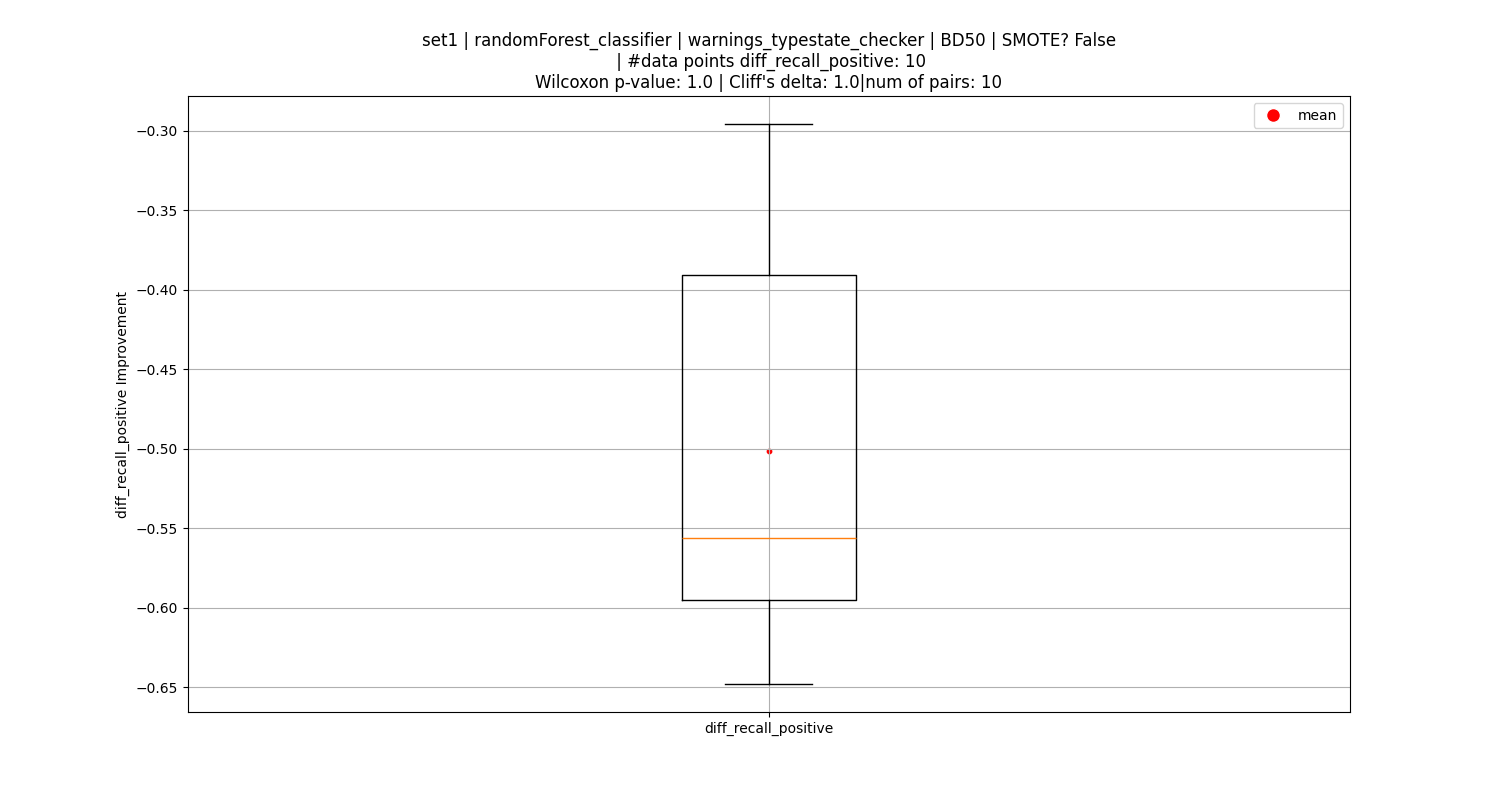 set1 | randomForest_classifier | warnings_typestate_checker | BD50 | SMOTE? False
| #data points diff_recall_positive: 10
Wilcoxon p-value: 1.0 | Cliff's delta: 1.0|num of pairs: 10
mean
−0.30
−0.35
−0.40
−0.45
−0.50
−0.55
−0.60
−0.65
diff_recall_positive Improvement
diff_recall_positive